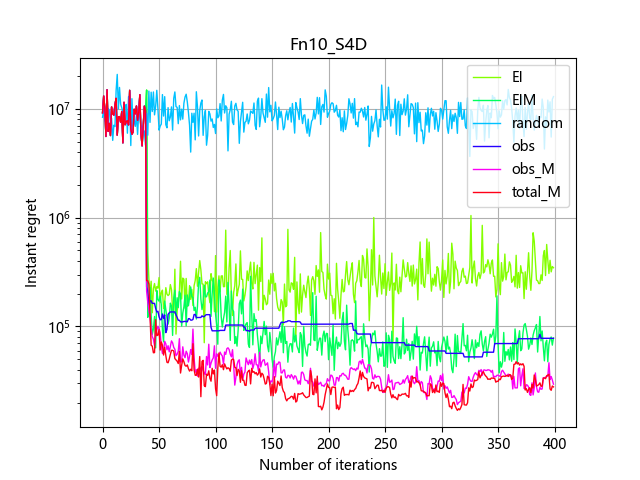 Fn10_S4D
Instant regret
10⁷
10⁶
10⁵
0 50 100 150 200 250 300 350 400
Number of iterations
EI
EIM
random
obs
obs_M
total_M